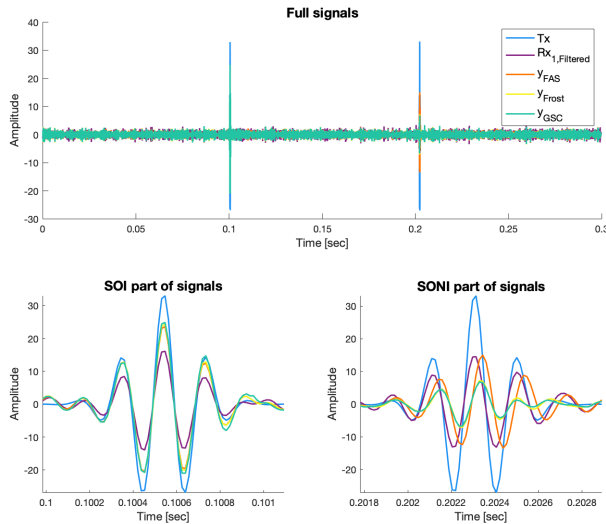 Full signals
Amplitude
40
30
20
10
0
-10
-20
-30
0
0.05
0.1
0.15
0.2
0.25
0.3
Time [sec]
Tx
Rx1,Filtered
yFAS
yFrost
yGSC
SOI part of signals
Amplitude
30
20
10
0
-10
-20
0.1
0.1002
0.1004
0.1006
0.1008
0.101
Time [sec]
SONI part of signals
Amplitude
30
20
10
0
-10
-20
0.2018
0.202
0.2022
0.2024
0.2026
0.2028
Time [sec]